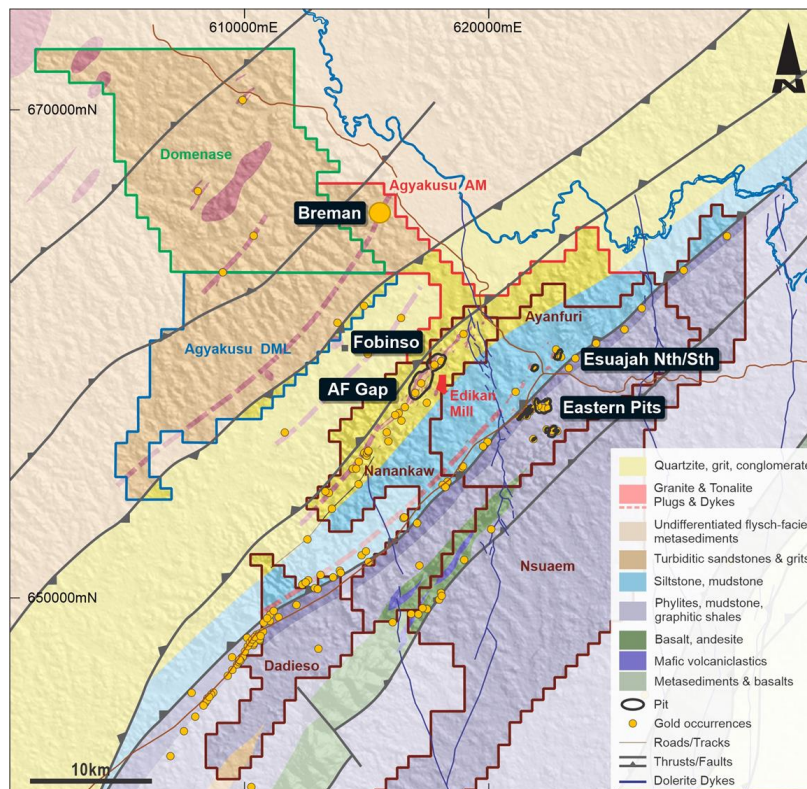 610000mE
620000mE
N
670000mN
Domenase
Agyakusu AM
Breman
Ayanfuri
Fobinso
Agyakusu DML
Esuajah Nth/Sth
AF Gap
Edikan
Mill
Eastern Pits
Nanankaw
Nsuaem
650000mN
Dadieso
10km
Quartzite, grit, conglomerate
Granite & Tonalite
Plugs & Dykes
Undifferentiated flysch-facie
metasediments
Turbiditic sandstones & grits
Siltstone, mudstone
Phylites, mudstone,
graphitic shales
Basalt, andesite
Mafic volcaniclastics
Metasediments & basalts
Pit
Gold occurrences
Roads/Tracks
Thrusts/Faults
Dolerite Dykes